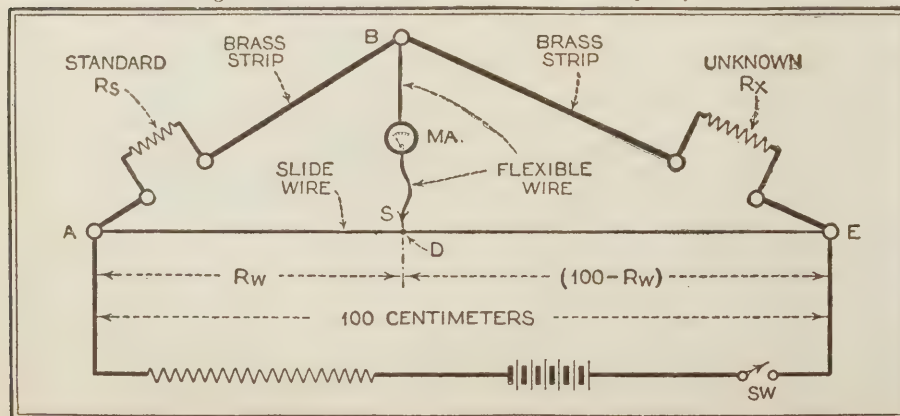 B
BRASS
STRIP
BRASS
STRIP
STANDARD
RS
UNKNOWN
RX
MA.
SLIDE
WIRE
FLEXIBLE
WIRE
S
A
D
E
RW
(100-RW)
100 CENTIMETERS
SW